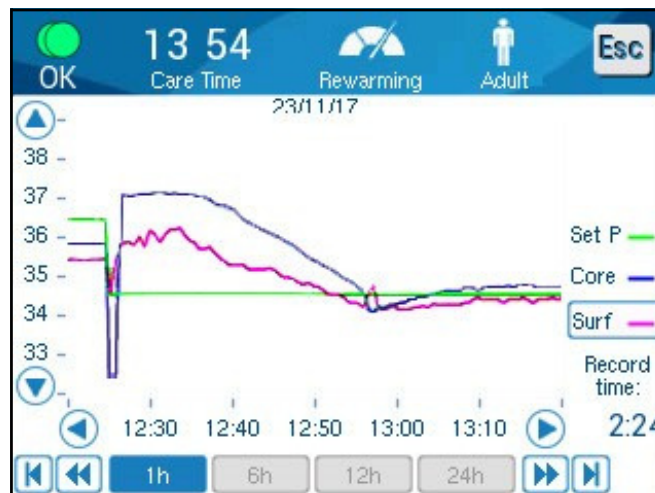 OK
13 54
Care Time
Rewarming
Adult
Esc
23/11/17
38
37
36
35
34
33
Set P
Core
Surf
Record
time:
2:24
12:30 12:40 12:50 13:00 13:10
1h 6h 12h 24h